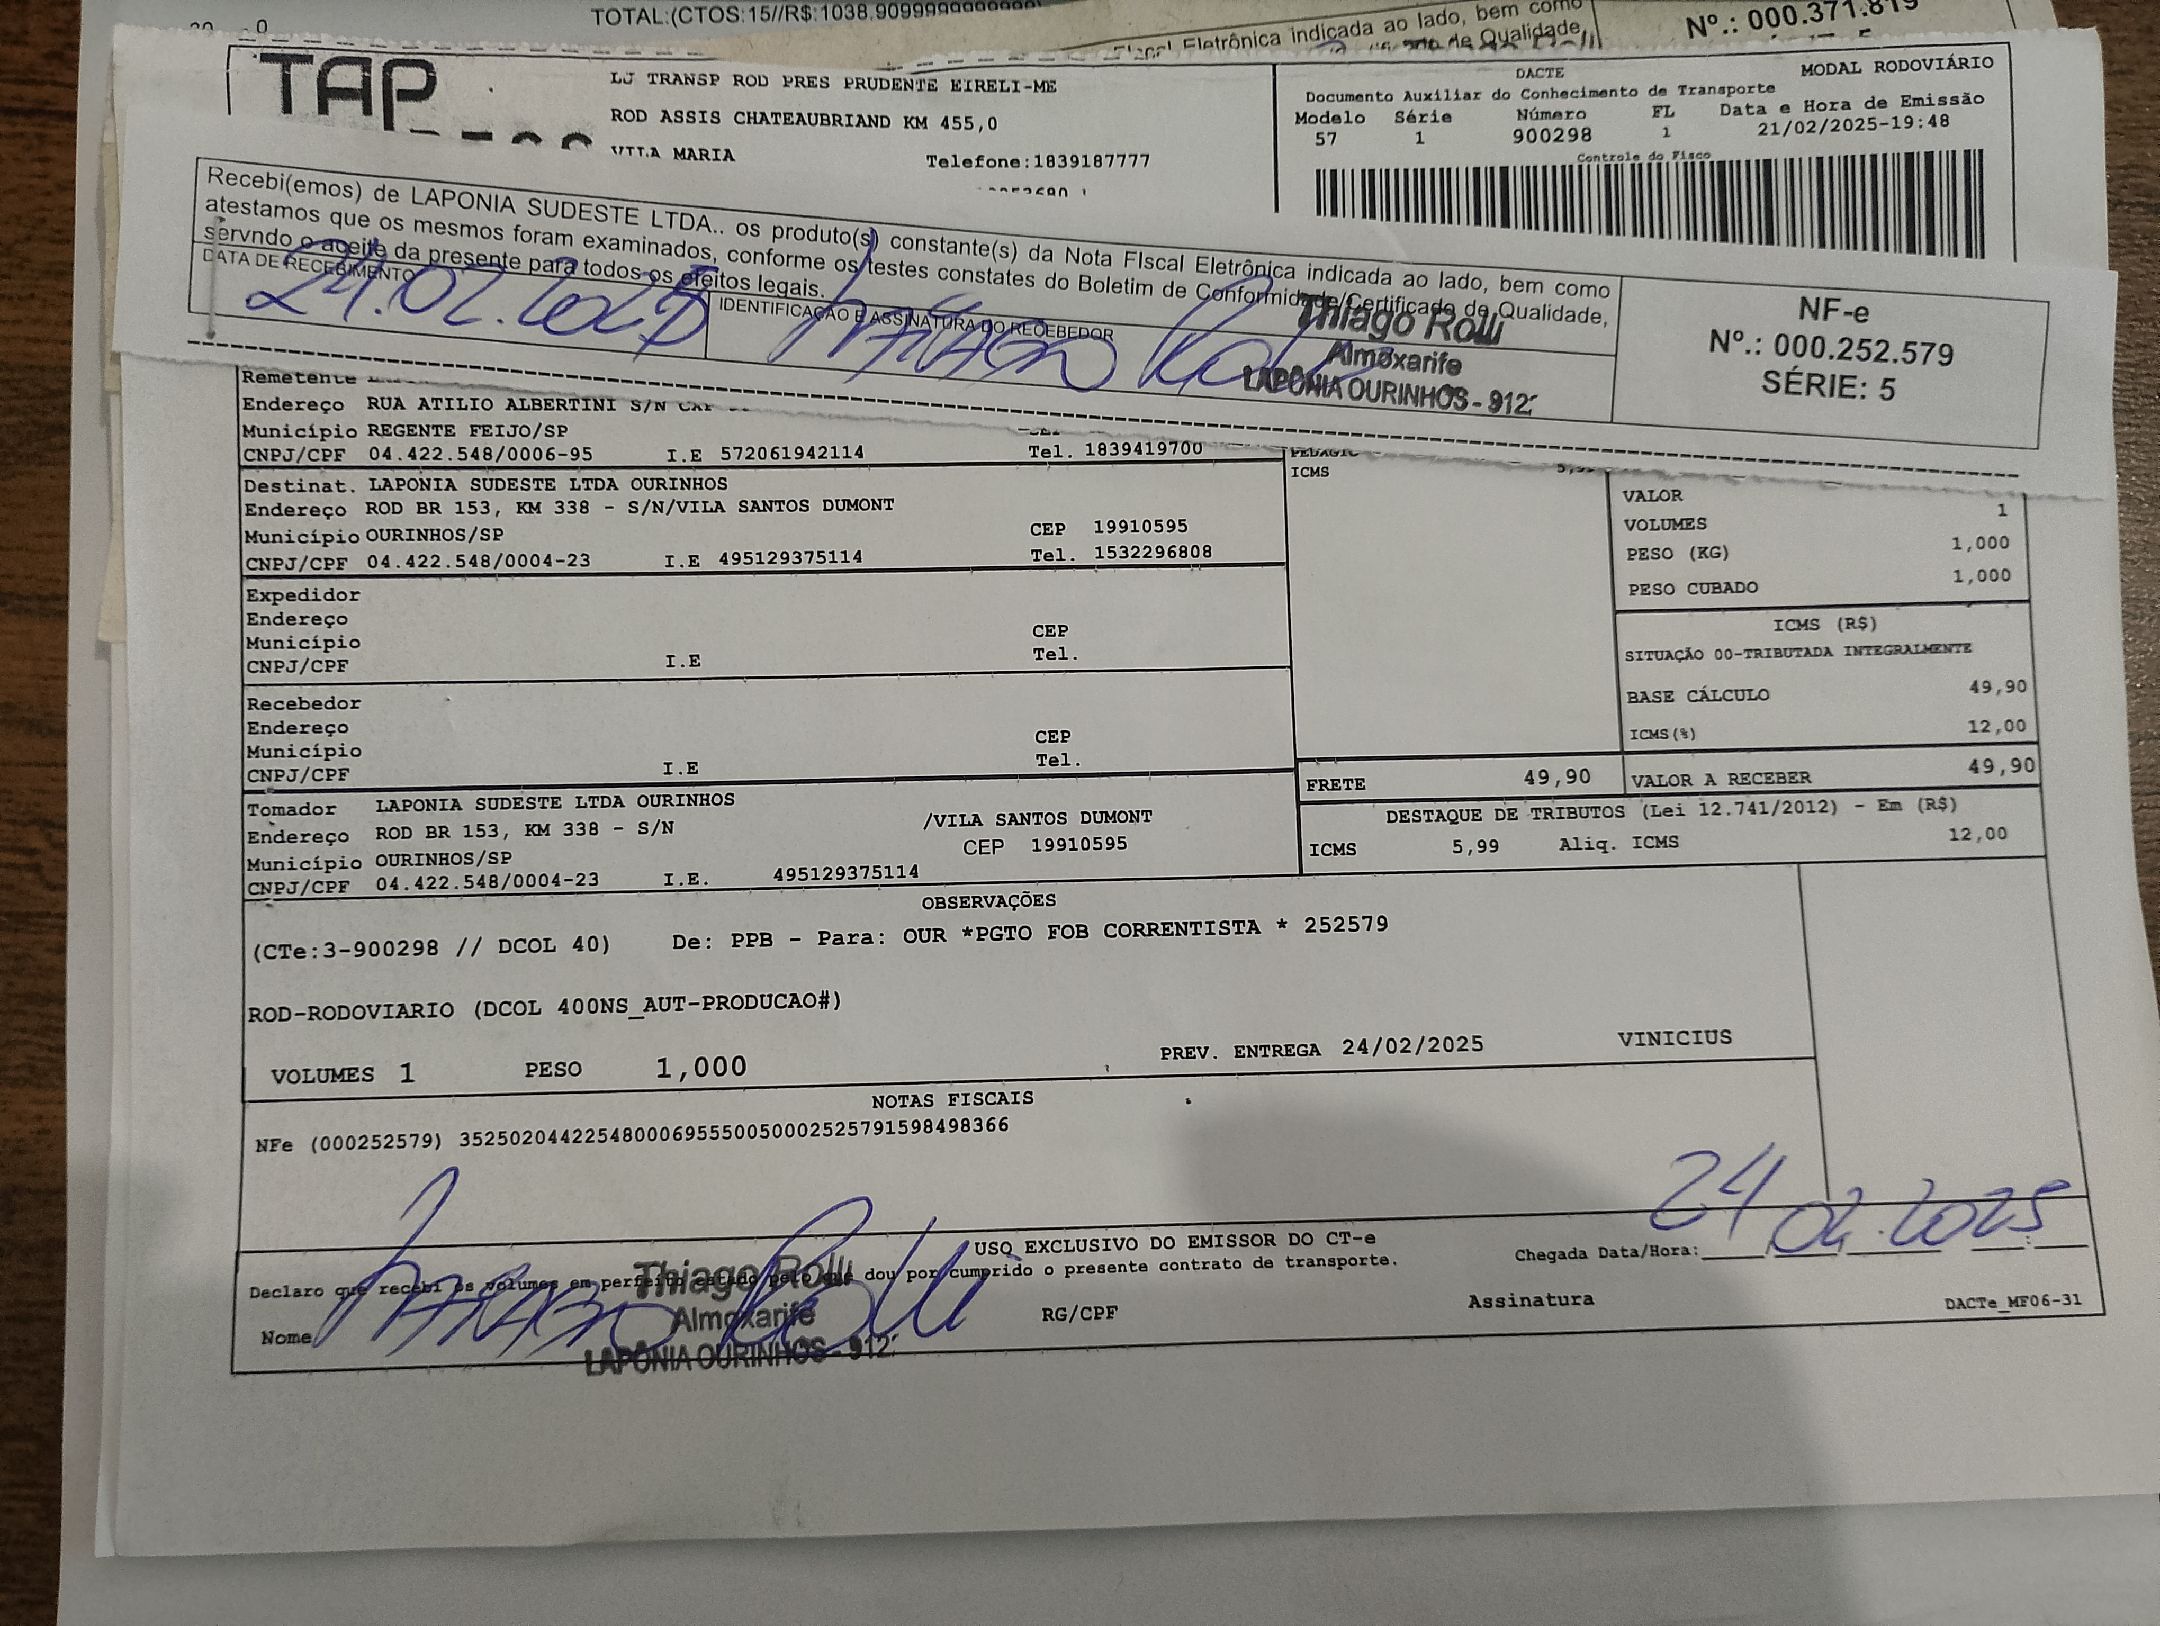 TOTAL:(CTOS:15//R$:1038.9099999999999)
indicada ao lado, bem como
de Qualidade,
Nº.: 000.371.819
TAP
LJ TRANSP ROD PRES PRUDENTE EIRELI-ME
ROD ASSIS CHATEAUBRIAND KM 455,0
VILA MARIA
Telefone:1839187777
DACTE
MODAL RODOVIÁRIO
Documento Auxiliar do Conhecimento de Transporte
Modelo Série Número FL Data e Hora de Emissão
57 1 900298 1 21/02/2025-19:48
Controle do Fisco
Recebi(emos) de LAPONIA SUDESTE LTDA.. os produto(s) constante(s) da Nota FIscal Eletrônica indicada ao lado, bem como
atestamos que os mesmos foram examinados, conforme os testes constates do Boletim de Conformidade/Certificado de Qualidade,
servndo o aceite da presente para todos os efeitos legais.
DATA DE RECEBIMENTO
24.02.2025
IDENTIFICAÇÃO E ASSINATURA DO RECEBEDOR
Thiago Rolli
Thiago Rolli
Almoxarife
LAPÔNIA OURINHOS - 912
NF-e
Nº.: 000.252.579
SÉRIE: 5
Remetente
Endereço RUA ATILIO ALBERTINI S/N
Município REGENTE FEIJO/SP
CNPJ/CPF 04.422.548/0006-95 I.E 572061942114 Tel. 1839419700
Destinat. LAPONIA SUDESTE LTDA OURINHOS
Endereço ROD BR 153, KM 338 - S/N/VILA SANTOS DUMONT
Município OURINHOS/SP CEP 19910595
CNPJ/CPF 04.422.548/0004-23 I.E 495129375114 Tel. 1532296808
Expedidor
Endereço
Município CEP
CNPJ/CPF I.E Tel.
Recebedor
Endereço
Município CEP
CNPJ/CPF I.E Tel.
Tomador LAPONIA SUDESTE LTDA OURINHOS
Endereço ROD BR 153, KM 338 - S/N /VILA SANTOS DUMONT
Município OURINHOS/SP CEP 19910595
CNPJ/CPF 04.422.548/0004-23 I.E. 495129375114
PEDAGIO
ICMS 5,99
VALOR
VOLUMES 1
PESO (KG) 1,000
PESO CUBADO 1,000
ICMS (R$)
SITUAÇÃO 00-TRIBUTADA INTEGRALMENTE
BASE CÁLCULO 49,90
ICMS(%) 12,00
FRETE 49,90 VALOR A RECEBER 49,90
DESTAQUE DE TRIBUTOS (Lei 12.741/2012) - Em (R$)
ICMS 5,99 Aliq. ICMS 12,00
OBSERVAÇÕES
(CTe:3-900298 // DCOL 40) De: PPB - Para: OUR *PGTO FOB CORRENTISTA * 252579
ROD-RODOVIARIO (DCOL 400NS_AUT-PRODUCAO#)
VOLUMES 1 PESO 1,000 PREV. ENTREGA 24/02/2025 VINICIUS
NOTAS FISCAIS
NFe (000252579) 35250204422548000695550050002525791598498366
USO EXCLUSIVO DO EMISSOR DO CT-e
Declaro que recebi os volumes em perfeito estado pelo que dou por cumprido o presente contrato de transporte.
Chegada Data/Hora:
24 02.2025
Nome Thiago Rolli
Thiago Rolli
Almoxarife
LAPÔNIA OURINHOS - 912
RG/CPF
Assinatura
DACTe_MF06-31